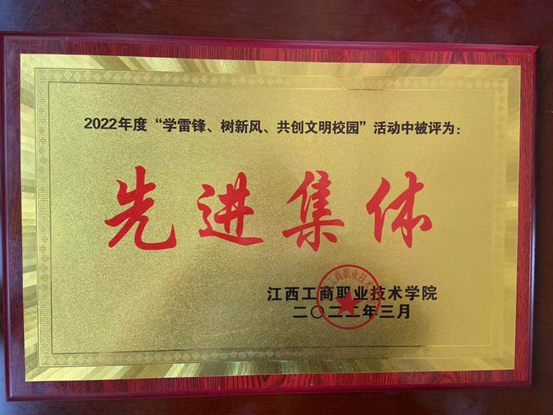 2022年度“学雷锋、树新风、共创文明校园”活动中被评为：
先进集体
江西工商职业技术学院
二〇二二年三月